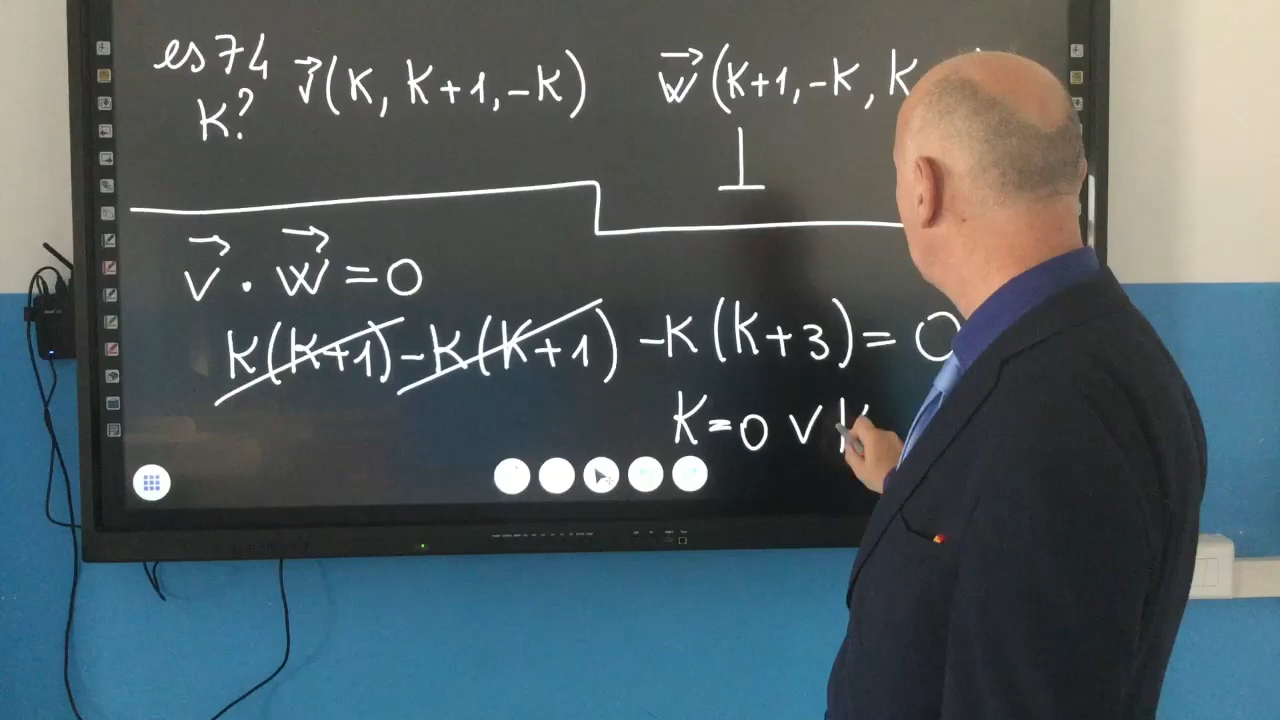 es 74 v⃗(K, K+1, -K) w⃗(K+1, -K, K
K? ⊥
v⃗ · w⃗ = 0
K(K+1) - K(K+1) - K(K+3) = 0
K = 0 ∨ K